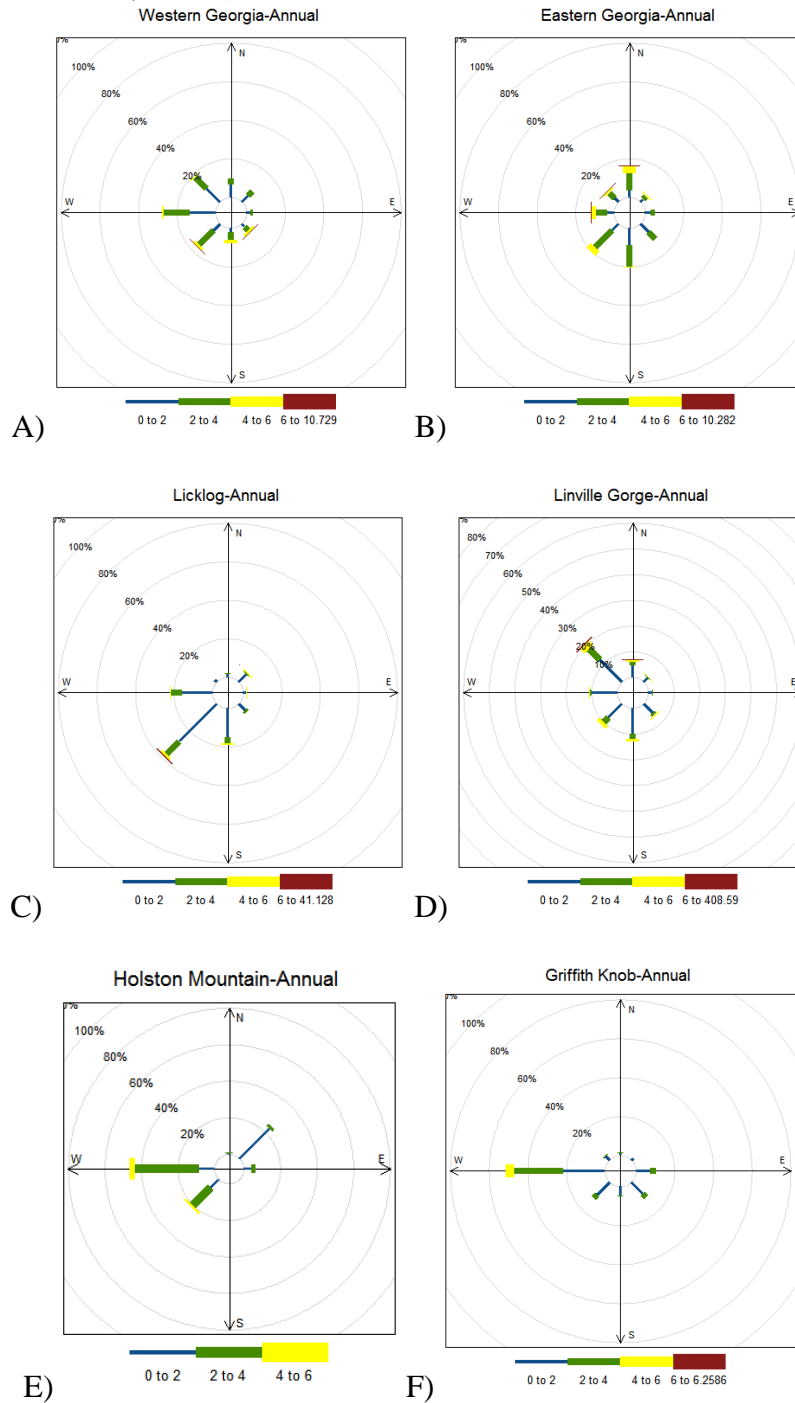 Western Georgia-Annual
Eastern Georgia-Annual
100%
80%
60%
40%
20%
N
W
E
S
0 to 2
2 to 4
4 to 6
6 to 10.729
A)
100%
80%
60%
40%
20%
N
W
E
S
0 to 2
2 to 4
4 to 6
6 to 10.282
B)
Licklog-Annual
Linville Gorge-Annual
100%
80%
60%
40%
20%
N
W
E
S
0 to 2
2 to 4
4 to 6
6 to 41.128
C)
80%
70%
60%
50%
40%
30%
20%
10%
N
W
E
S
0 to 2
2 to 4
4 to 6
6 to 408.59
D)
Holston Mountain-Annual
Griffith Knob-Annual
100%
80%
60%
40%
20%
N
W
E
S
0 to 2
2 to 4
4 to 6
E)
100%
80%
60%
40%
20%
N
W
E
S
0 to 2
2 to 4
4 to 6
6 to 6.2586
F)